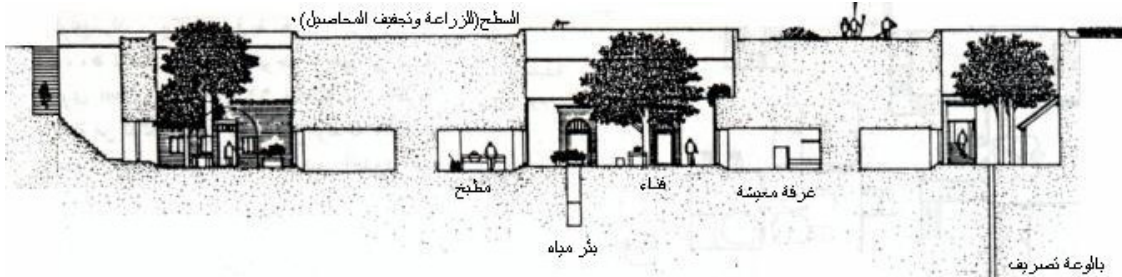 السطح(للزراعة وتجفيف المحاصيل)
مطبخ
فناء
غرفة معيشة
بئر مياه
بالوعة تصريف